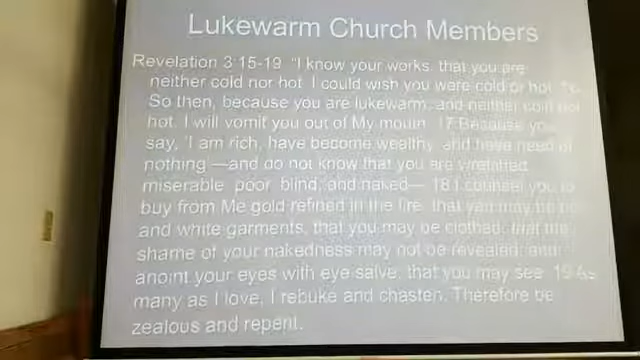 Lukewarm Church Members
Revelation 3:15-19 "I know your works, that you are
neither cold nor hot. I could wish you were cold or hot.
So then, because you are lukewarm, and neither cold nor
hot, I will vomit you out of My mouth. 17 Because you
say, 'I am rich, have become wealthy, and have need of
nothing'—and do not know that you are wretched,
miserable, poor, blind, and naked— 18 I counsel you to
buy from Me gold refined in the fire, that you may be
and white garments, that you may be clothed, that the
shame of your nakedness may not be revealed; and
anoint your eyes with eye salve, that you may see. 19 As
many as I love, I rebuke and chasten. Therefore be
zealous and repent.